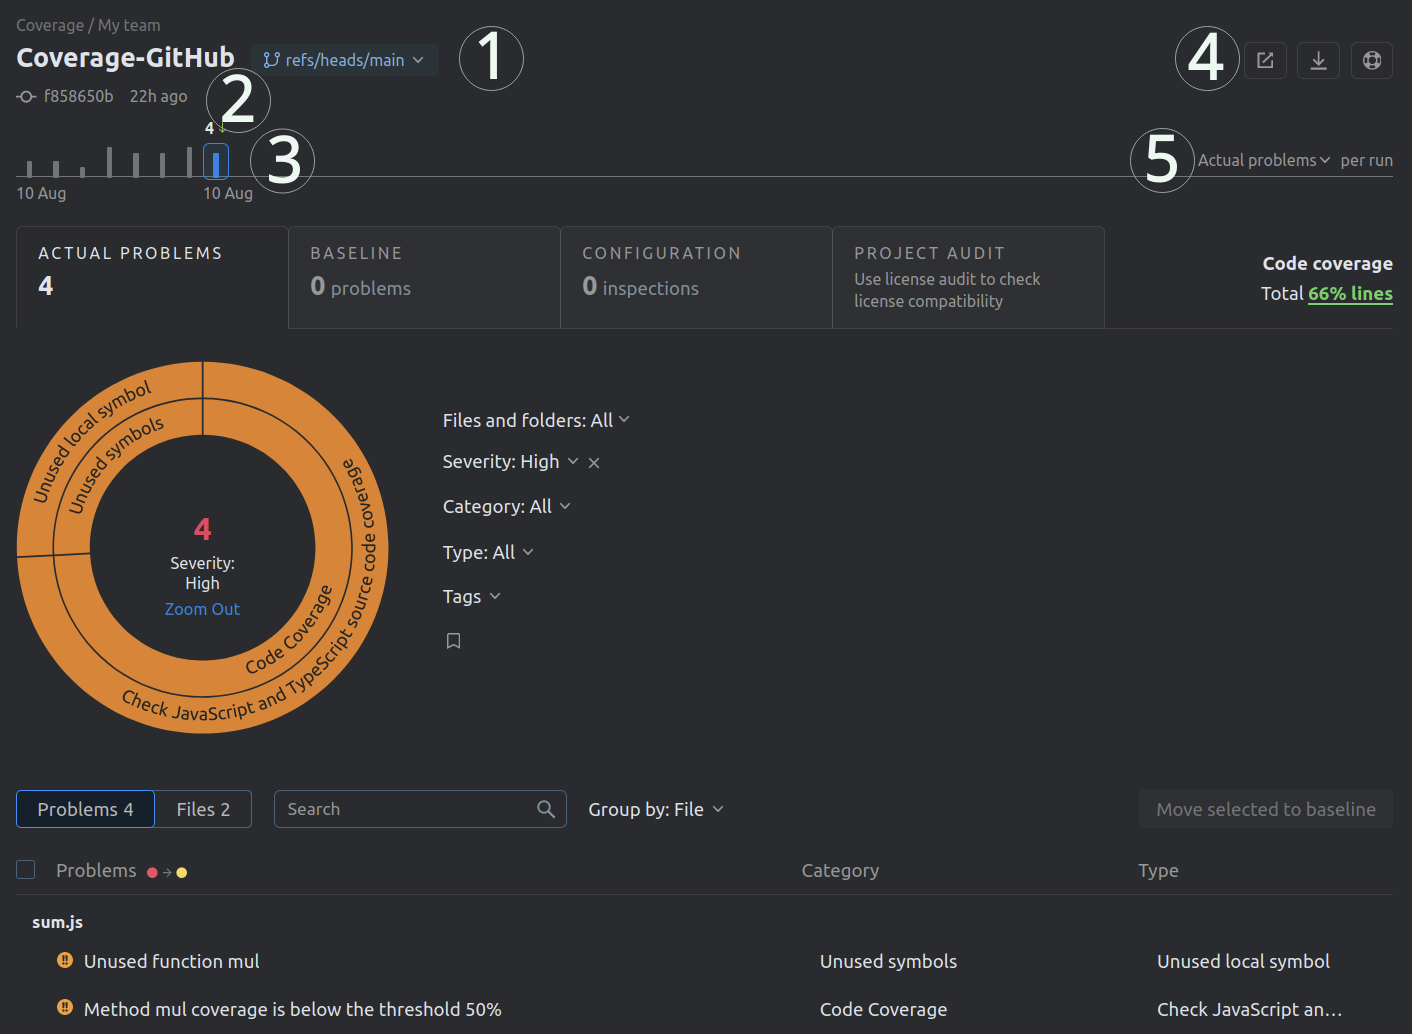 Coverage / My team
Coverage-GitHub refs/heads/main 1 4
f858650b 22h ago 2
4 ↓
3 5 Actual problems per run
10 Aug 10 Aug
ACTUAL PROBLEMS
4
BASELINE
0 problems
CONFIGURATION
0 inspections
PROJECT AUDIT
Use license audit to check
license compatibility
Code coverage
Total 66% lines
Unused local symbol
Unused symbols
Check JavaScript and TypeScript source code coverage
Code Coverage
4
Severity:
High
Zoom Out
Files and folders: All
Severity: High
Category: All
Type: All
Tags
Problems 4 Files 2 Search Group by: File Move selected to baseline
Problems Category Type
sum.js
Unused function mul Unused symbols Unused local symbol
Method mul coverage is below the threshold 50% Code Coverage Check JavaScript an...